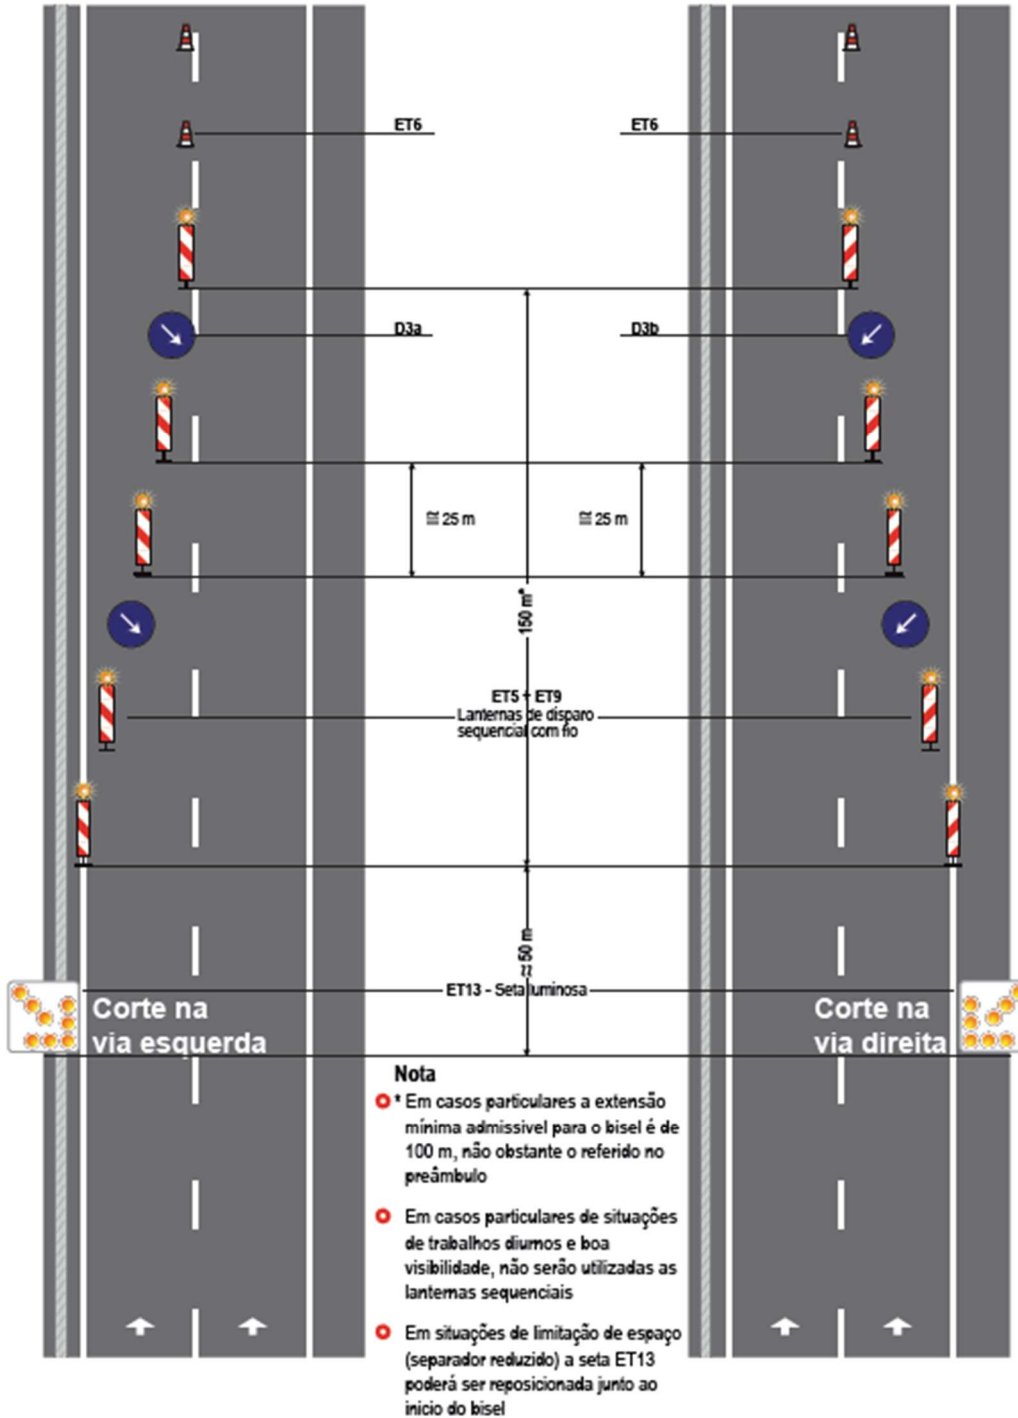 ET6
ET6
D3a
D3b
≅ 25 m
≅ 25 m
150 m*
ET5 + ET9
Lanternas de disparo
sequencial com fio
≈ 50 m
ET13 - Seta luminosa
Corte na
via esquerda
Corte na
via direita
Nota
* Em casos particulares a extensão
mínima admissivel para o bisel é de
100 m, não obstante o referido no
preâmbulo
Em casos particulares de situações
de trabalhos diurnos e boa
visibilidade, não serão utilizadas as
lanternas sequenciais
Em situações de limitação de espaço
(separador reduzido) a seta ET13
poderá ser reposicionada junto ao
inicio do bisel